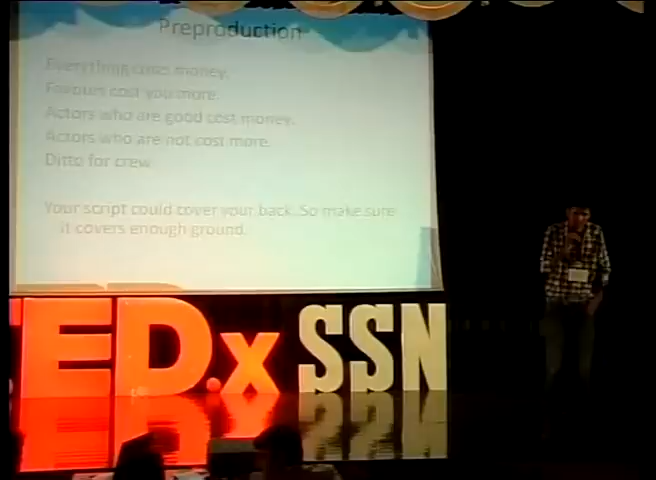 Preproduction
Everything costs money.
Favours cost you more.
Actors who are good cost money.
Actors who are not cost more.
Ditto for crew
Your script could cover your back. So make sure
it covers enough ground.
TEDx SSN